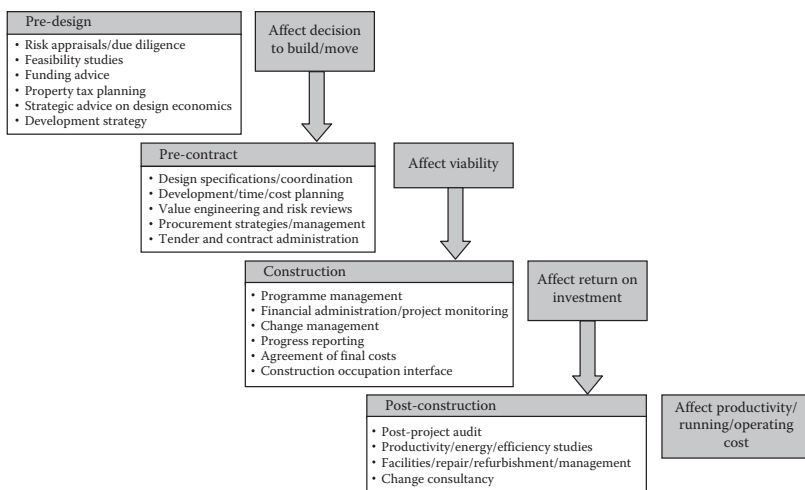 Pre-design
• Risk appraisals/due diligence
• Feasibility studies
• Funding advice
• Property tax planning
• Strategic advice on design economics
• Development strategy
Affect decision
to build/move
Pre-contract
• Design specifications/coordination
• Development/time/cost planning
• Value engineering and risk reviews
• Procurement strategies/management
• Tender and contract administration
Affect viability
Construction
• Programme management
• Financial administration/project monitoring
• Change management
• Progress reporting
• Agreement of final costs
• Construction occupation interface
Affect return on
investment
Post-construction
• Post-project audit
• Productivity/energy/efficiency studies
• Facilities/repair/refurbishment/management
• Change consultancy
Affect productivity/
running/operating
cost